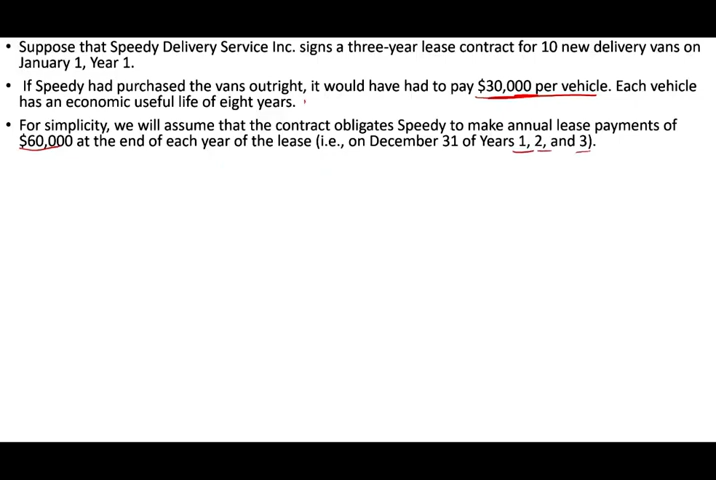 • Suppose that Speedy Delivery Service Inc. signs a three-year lease contract for 10 new delivery vans on
January 1, Year 1.
• If Speedy had purchased the vans outright, it would have had to pay $30,000 per vehicle. Each vehicle
has an economic useful life of eight years.
• For simplicity, we will assume that the contract obligates Speedy to make annual lease payments of
$60,000 at the end of each year of the lease (i.e., on December 31 of Years 1, 2, and 3).